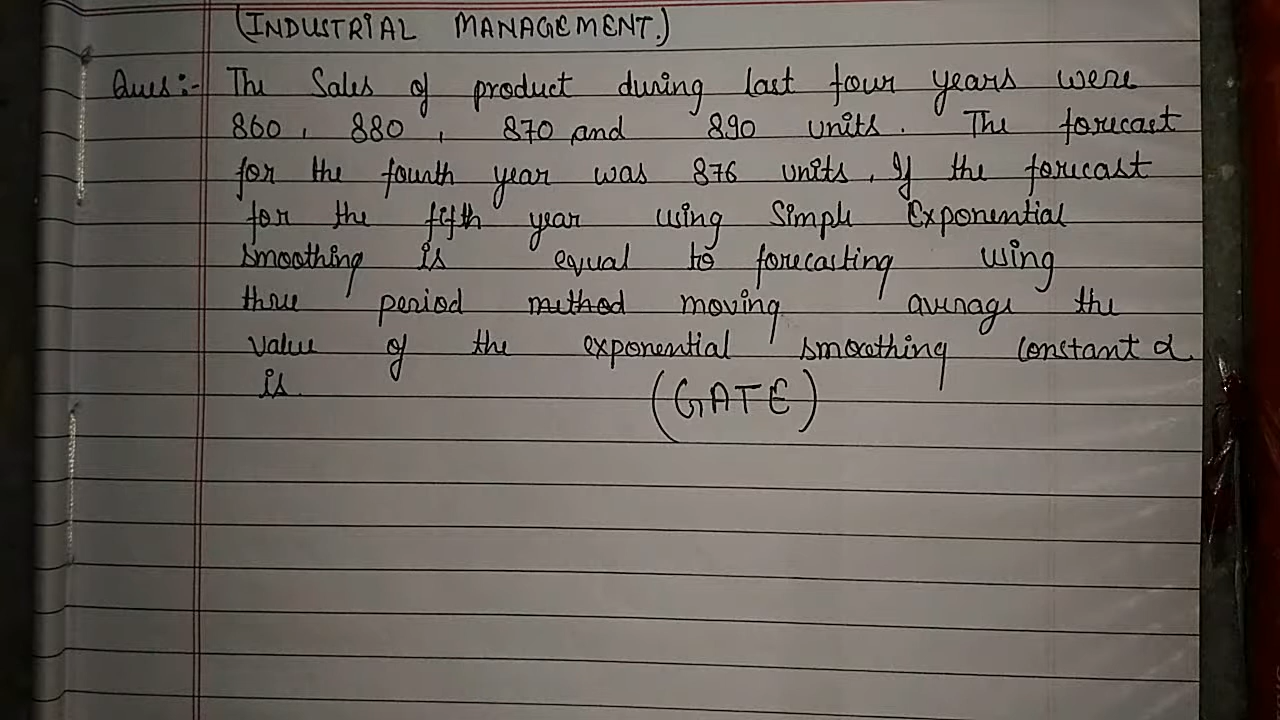 (INDUSTRIAL MANAGEMENT.)
Ques:- The Sales of product during last four years were
860, 880, 870 and 890 units. The forecast
for the fourth year was 876 units, If the forecast
for the fifth year using Simple Exponential
smoothing is equal to forecasting using
three period method moving average the
value of the exponential smoothing constant α
is.
(GATE)